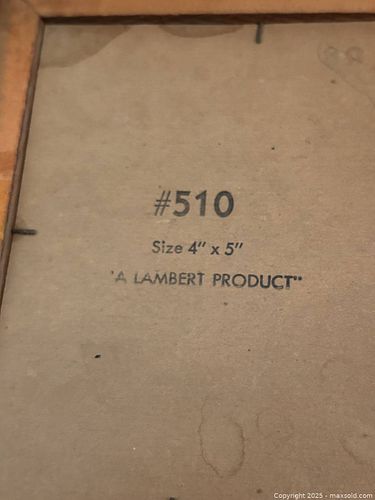 #510
Size 4" x 5"
"A LAMBERT PRODUCT"
Copyright © 2025 - maxsold.com